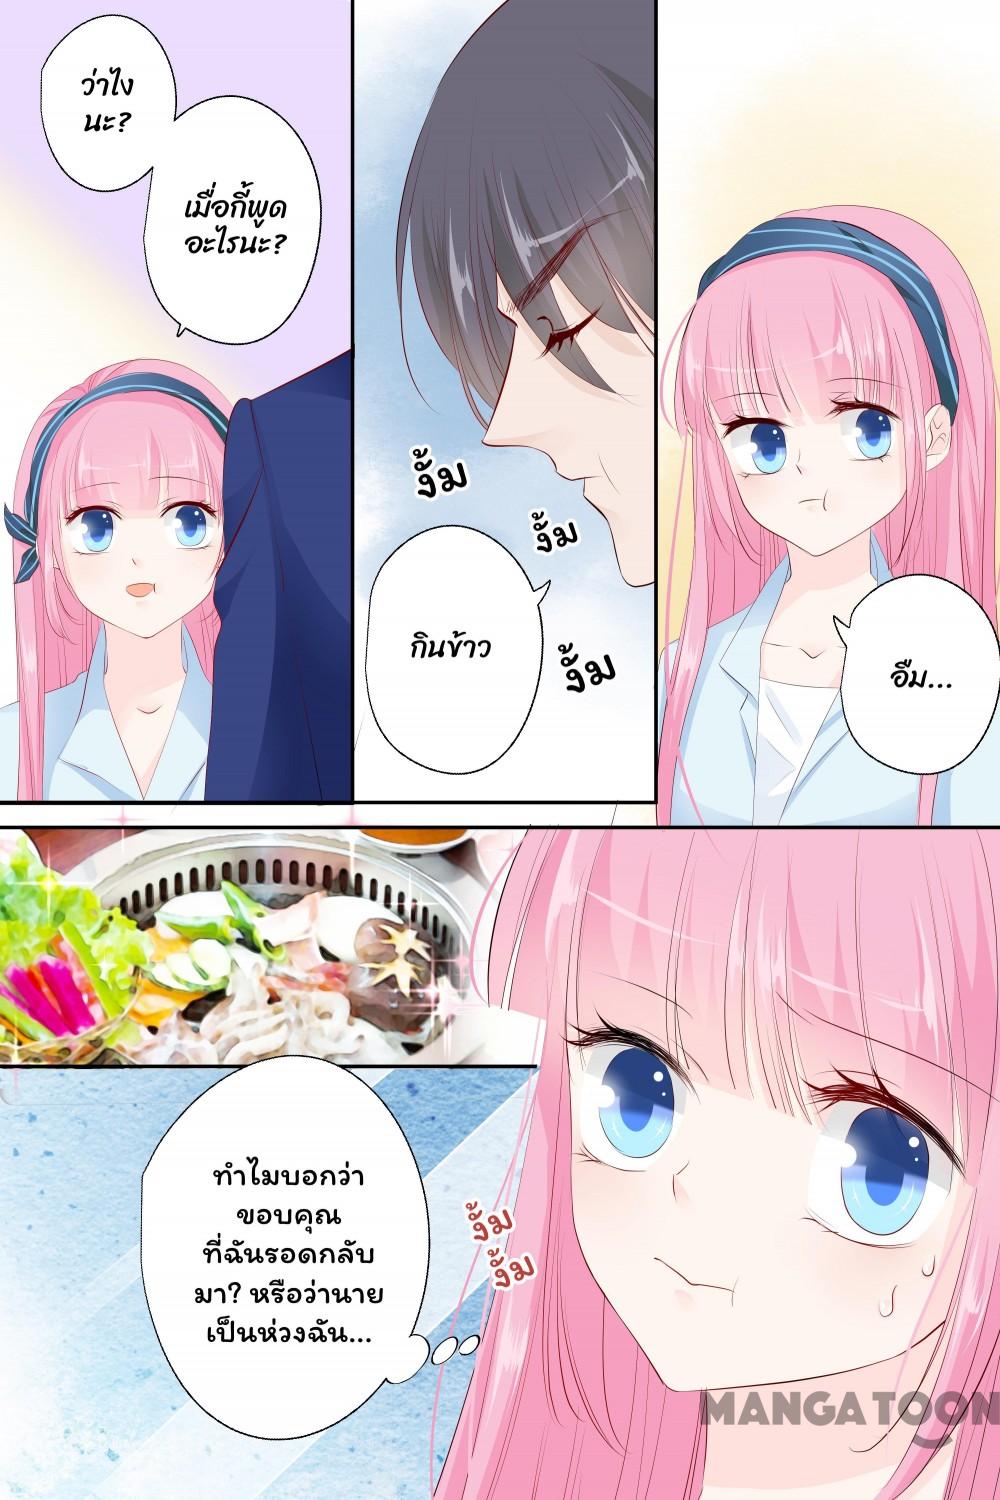 ว่าไง
นะ?
เมื่อกี้พูด
อะไรนะ?
งั้ม
งั้ม
งั้ม
กินข้าว
อืม...
ทำไมบอกว่า
ขอบคุณ
ที่ฉันรอดกลับ
มา? หรือว่านาย
เป็นห่วงฉัน...
งั้ม
งั้ม
MANGATOON